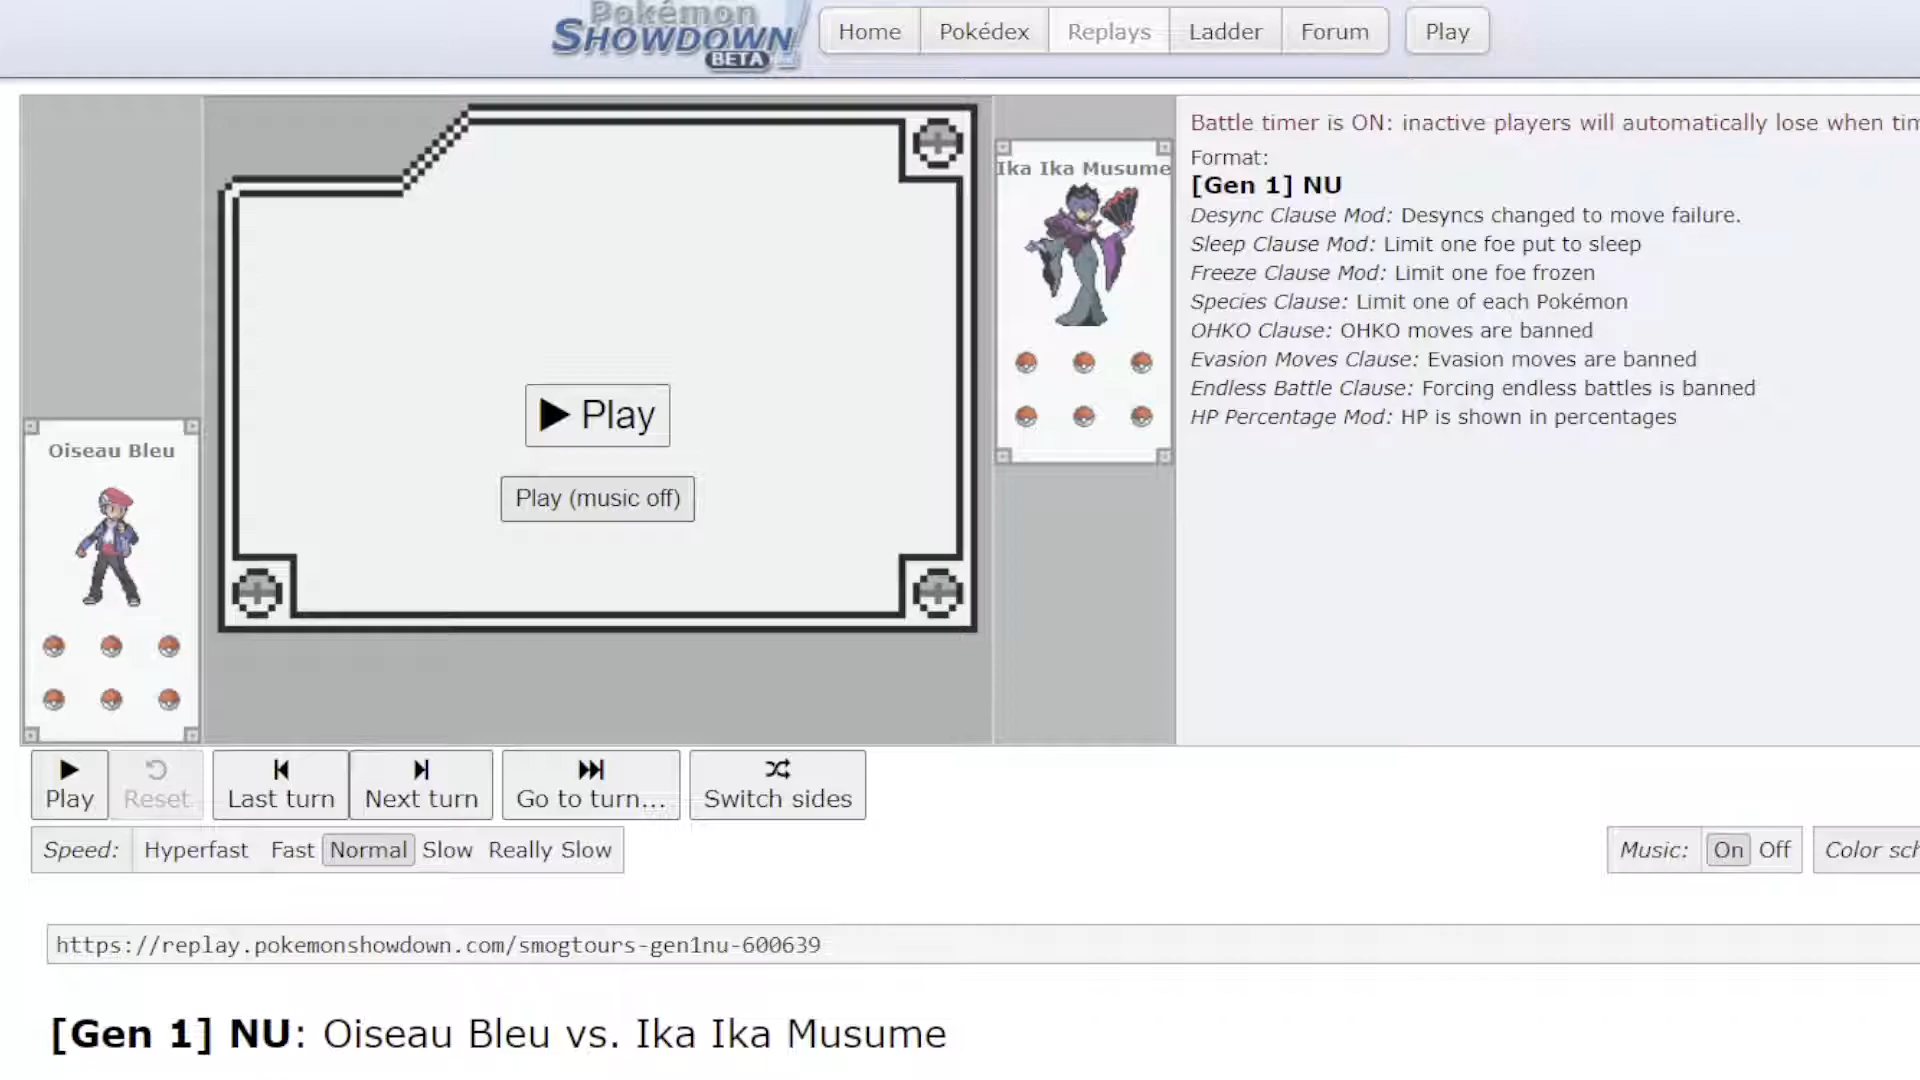 Pokémon
SHOWDOWN
BETA
Home
Pokédex
Replays
Ladder
Forum
Play
Battle timer is ON: inactive players will automatically lose when tim
Format:
[Gen 1] NU
Desync Clause Mod: Desyncs changed to move failure.
Sleep Clause Mod: Limit one foe put to sleep
Freeze Clause Mod: Limit one foe frozen
Species Clause: Limit one of each Pokémon
OHKO Clause: OHKO moves are banned
Evasion Moves Clause: Evasion moves are banned
Endless Battle Clause: Forcing endless battles is banned
HP Percentage Mod: HP is shown in percentages
Ika Ika Musume
Play
Play (music off)
Oiseau Bleu
Play
Reset
Last turn
Next turn
Go to turn...
Switch sides
Speed: Hyperfast Fast Normal Slow Really Slow
Music: On Off
Color sch
https://replay.pokemonshowdown.com/smogtours-gen1nu-600639
[Gen 1] NU: Oiseau Bleu vs. Ika Ika Musume